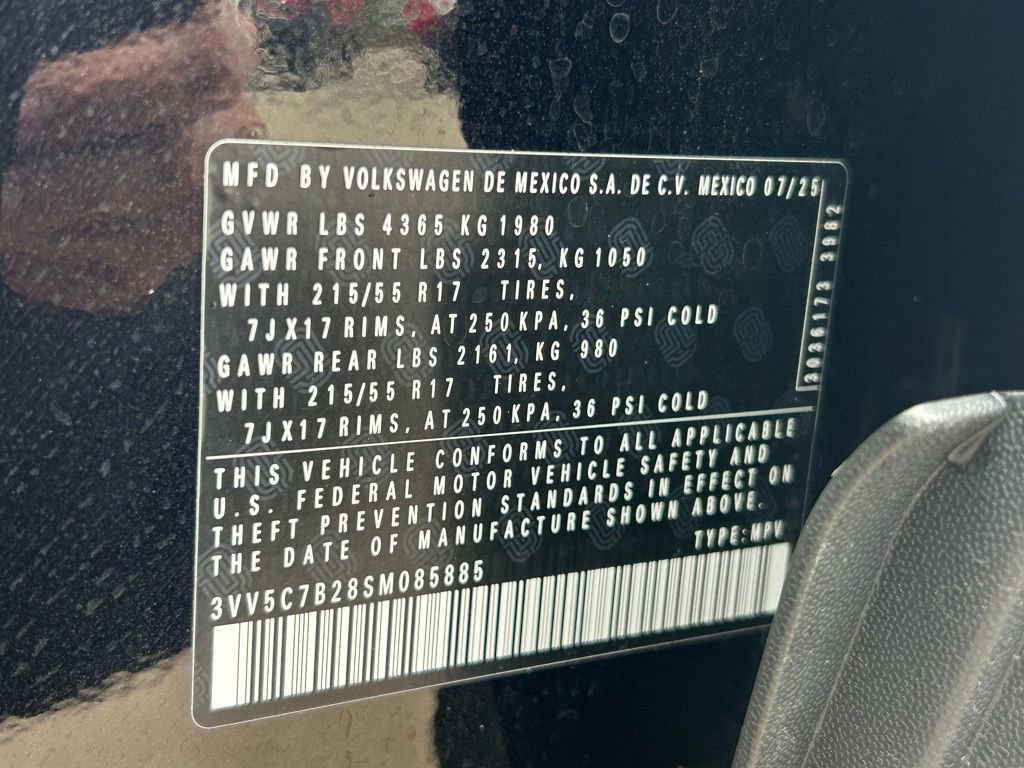 MFD BY VOLKSWAGEN DE MEXICO S.A. DE C.V. MEXICO 07/25
GVWR LBS 4365 KG 1980
GAWR FRONT LBS 2315, KG 1050
WITH 215/55 R17 TIRES,
7JX17 RIMS, AT 250 KPA, 36 PSI COLD
GAWR REAR LBS 2161, KG 980
WITH 215/55 R17 TIRES,
7JX17 RIMS, AT 250 KPA, 36 PSI COLD
3036173 3982
THIS VEHICLE CONFORMS TO ALL APPLICABLE
U.S. FEDERAL MOTOR VEHICLE SAFETY AND
THEFT PREVENTION STANDARDS IN EFFECT ON
THE DATE OF MANUFACTURE SHOWN ABOVE.
TYPE: MPV
3VV5C7B28SM085885